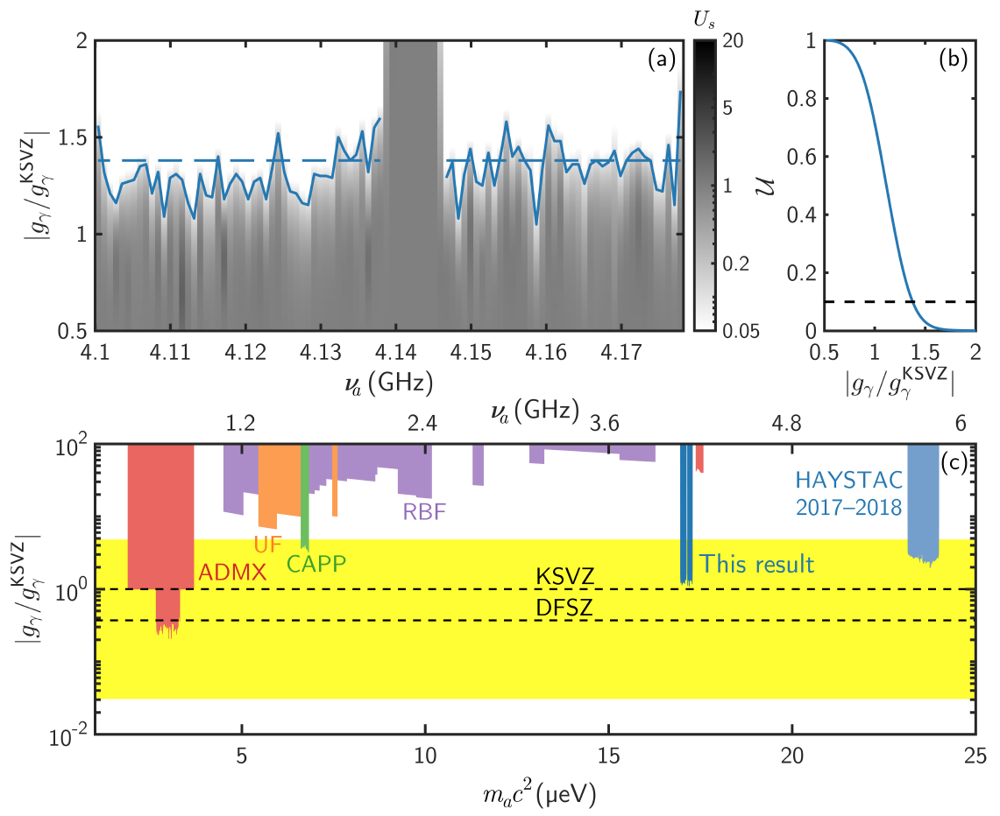 U_s
2
1.5
1
0.5
|g_γ/g_γ^KSVZ|
(a)
4.1
4.11
4.12
4.13
4.14
4.15
4.16
4.17
ν_a (GHz)
20
5
1
0.2
0.05
1
0.8
0.6
0.4
0.2
0
𝒰
(b)
0.5
1
1.5
2
|g_γ/g_γ^KSVZ|
ν_a (GHz)
1.2
2.4
3.6
4.8
6
10^2
10^0
10^-2
|g_γ/g_γ^KSVZ|
(c)
HAYSTAC
2017–2018
RBF
UF
CAPP
ADMX
This result
KSVZ
DFSZ
5
10
15
20
25
m_a c^2 (μeV)